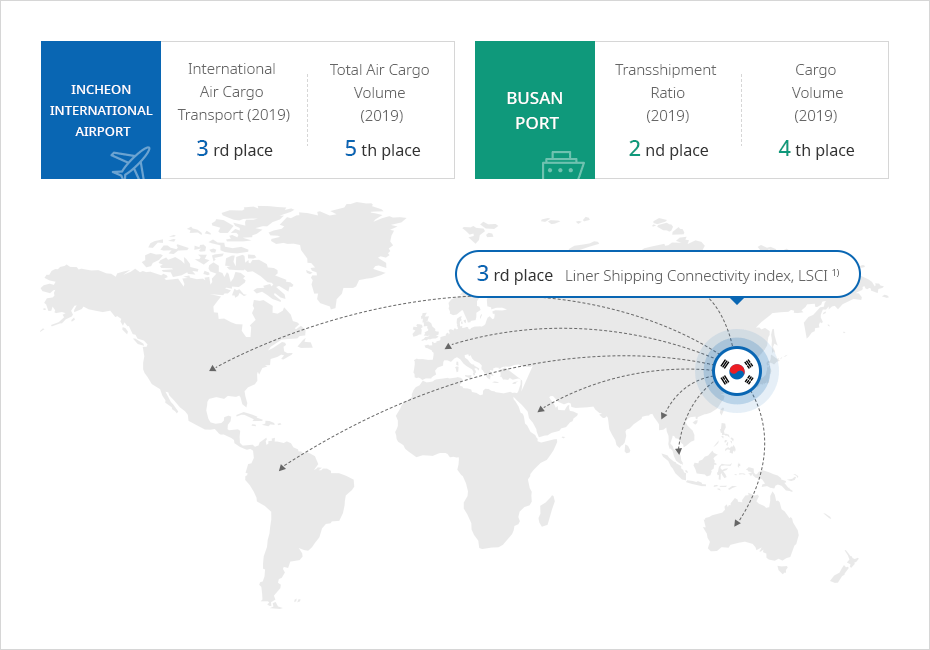 INCHEON
INTERNATIONAL
AIRPORT
International
Air Cargo
Transport (2019)
3 rd place
Total Air Cargo
Volume
(2019)
5 th place
BUSAN
PORT
Transshipment
Ratio
(2019)
2 nd place
Cargo
Volume
(2019)
4 th place
3 rd place Liner Shipping Connectivity index, LSCI 1)